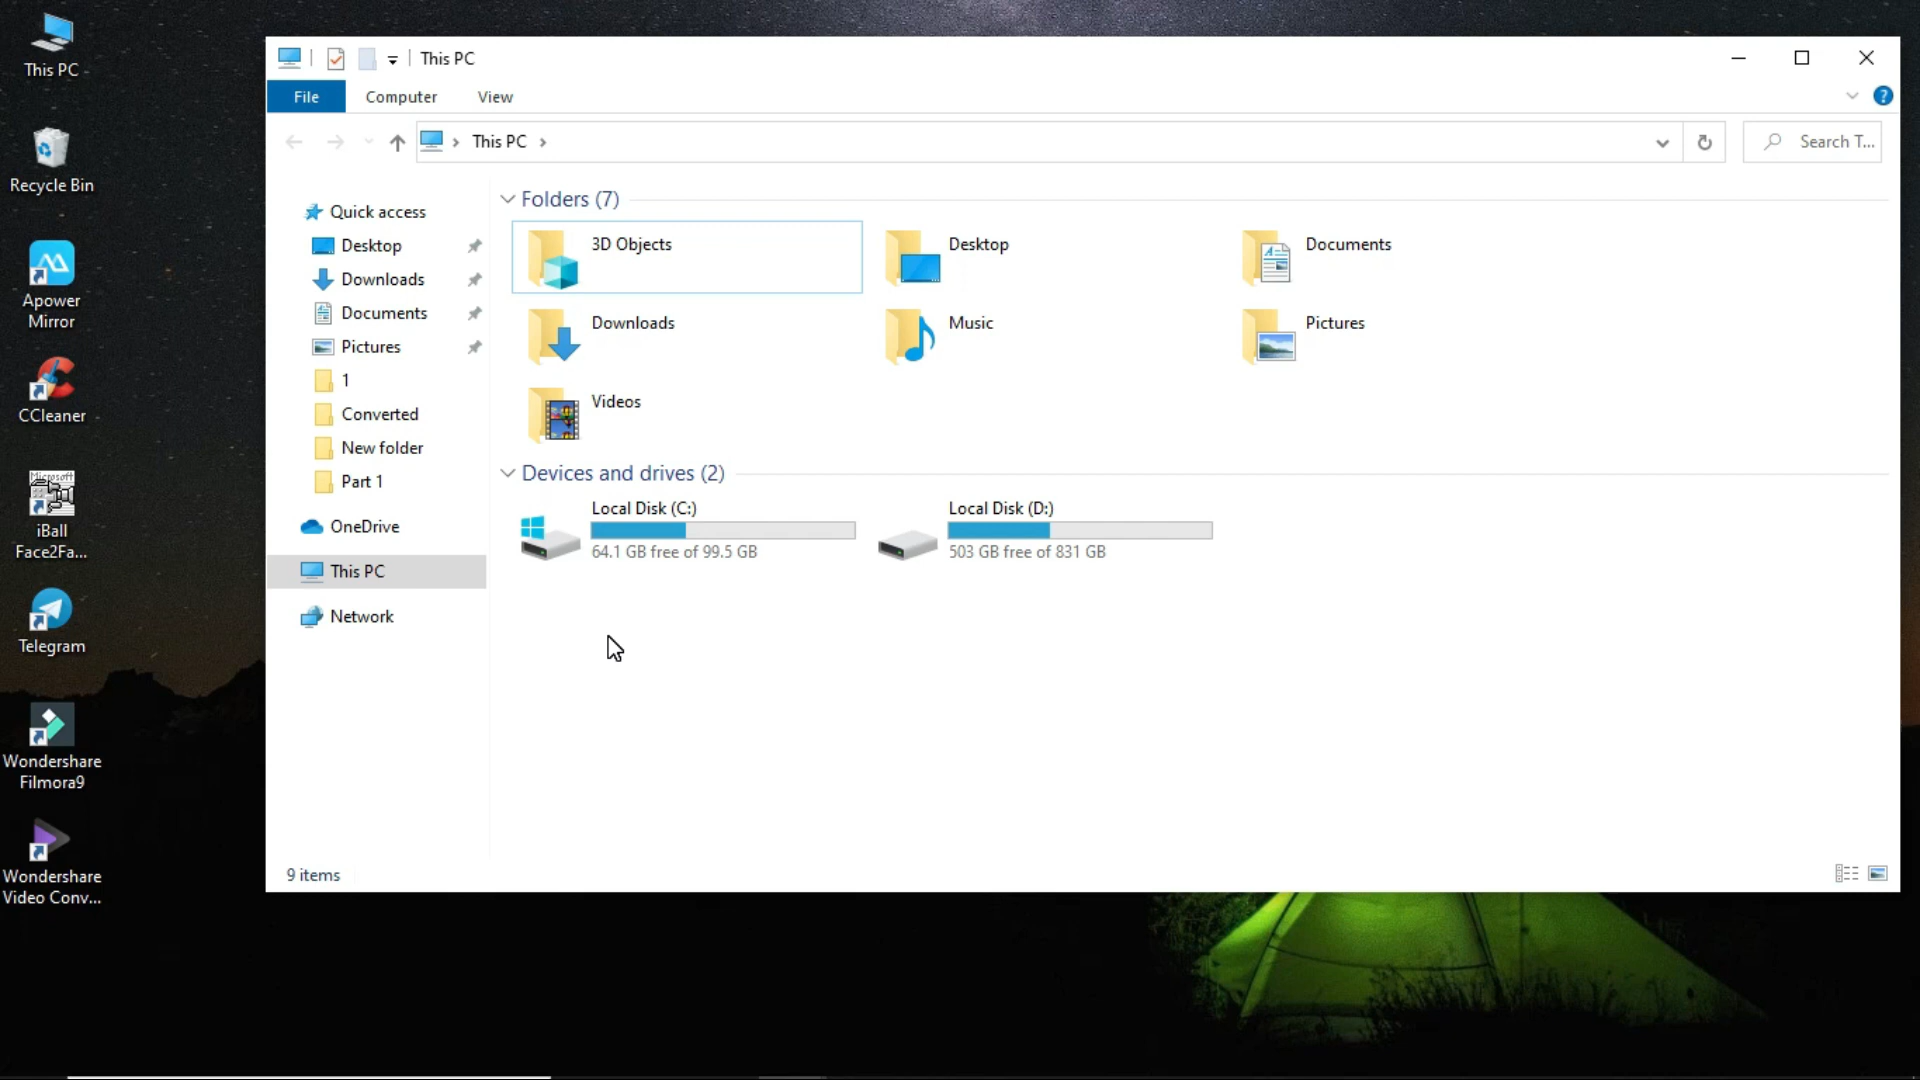 This PC
Recycle Bin
Apower
Mirror
CCleaner
Microsoft
iBall
Face2Fa...
Telegram
Wondershare
Filmora9
Wondershare
Video Conv...
This PC
File
Computer
View
?
This PC
Search T...
Quick access
Desktop
Downloads
Documents
Pictures
1
Converted
New folder
Part 1
OneDrive
This PC
Network
Folders (7)
3D Objects
Desktop
Documents
Downloads
Music
Pictures
Videos
Devices and drives (2)
Local Disk (C:)
64.1 GB free of 99.5 GB
Local Disk (D:)
503 GB free of 831 GB
9 items